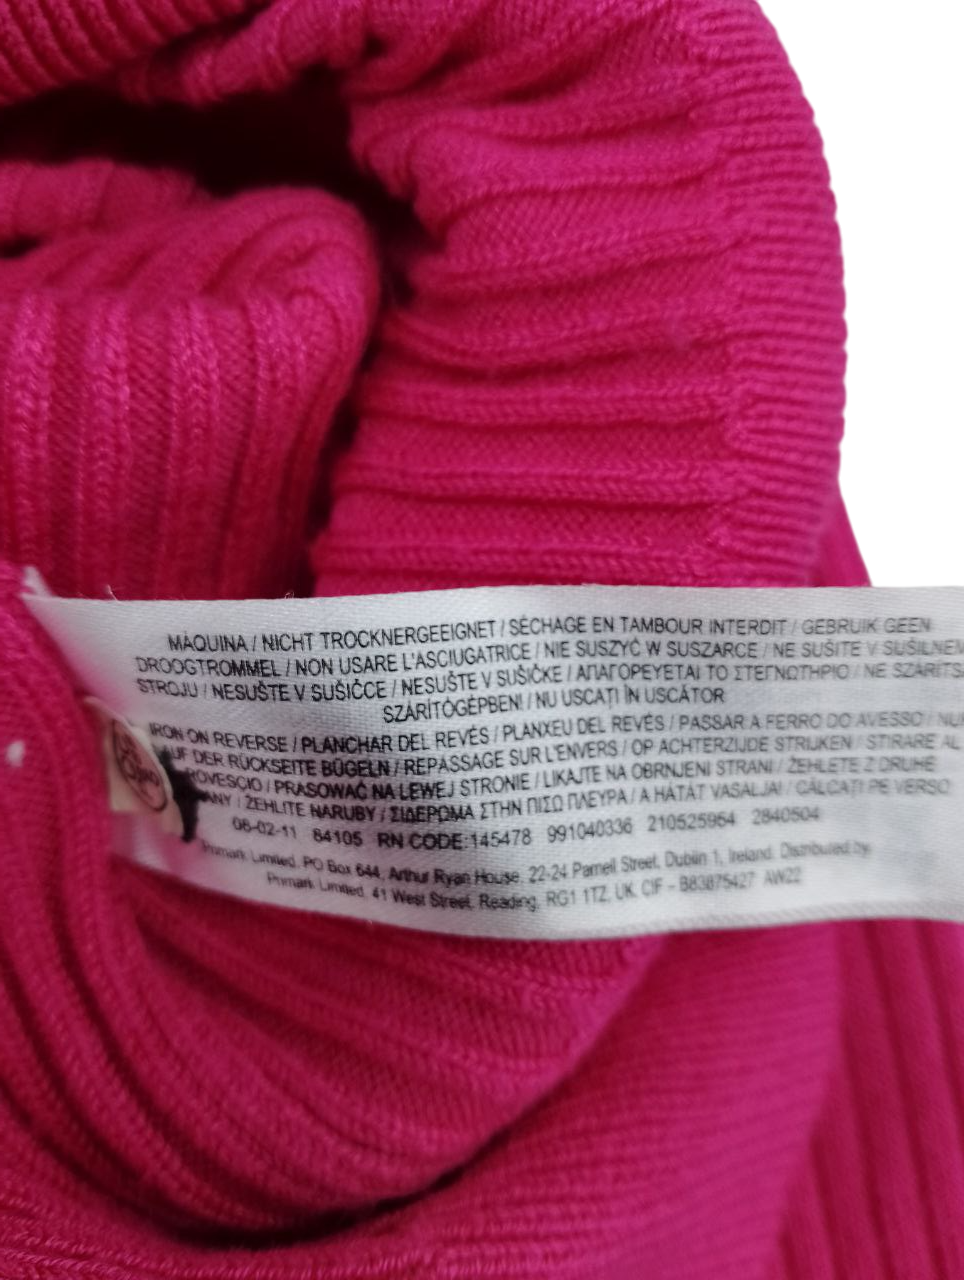 MÁQUINA / NICHT TROCKNERGEEIGNET / SÉCHAGE EN TAMBOUR INTERDIT / GEBRUIK GEEN
DROOGTROMMEL / NON USARE L'ASCIUGATRICE / NIE SUSZYĆ W SUSZARCE / NE SUŠITE V SUŠILNEM
STROJU / NESUŠTE V SUŠIČCE / NESUŠTE V SUŠIČKE / ΑΠΑΓΟΡΕΥΕΤΑΙ ΤΟ ΣΤΕΓΝΩΤΗΡΙΟ / NE SZÁRÍTSA
SZÁRÍTÓGÉPBEN! / NU USCAȚI ÎN USCĂTOR
IRON ON REVERSE / PLANCHAR DEL REVÉS / PLANXEU DEL REVÉS / PASSAR A FERRO DO AVESSO / NUR
AUF DER RÜCKSEITE BÜGELN / REPASSAGE SUR L'ENVERS / OP ACHTERZIJDE STRIJKEN / STIRARE AL
ROVESCIO / PRASOWAĆ NA LEWEJ STRONIE / LIKAJTE NA OBRNJENI STRANI / ŽEHLETE Z DRUHÉ
/ ŽEHLITE NARUBY / ΣΙΔΕΡΩΜΑ ΣΤΗΝ ΠΙΣΩ ΠΛΕΥΡΑ / A HÁTÁT VASALJA! / CĂLCAȚI PE VERSO
06-02-11 84105 RN CODE:145478 991040336 210525964 2840504
Primark Limited, PO Box 644, Arthur Ryan House, 22-24 Parnell Street, Dublin 1, Ireland. Distributed by
Primark Limited, 41 West Street, Reading, RG1 1TZ, UK. CIF - B83875427 AW22